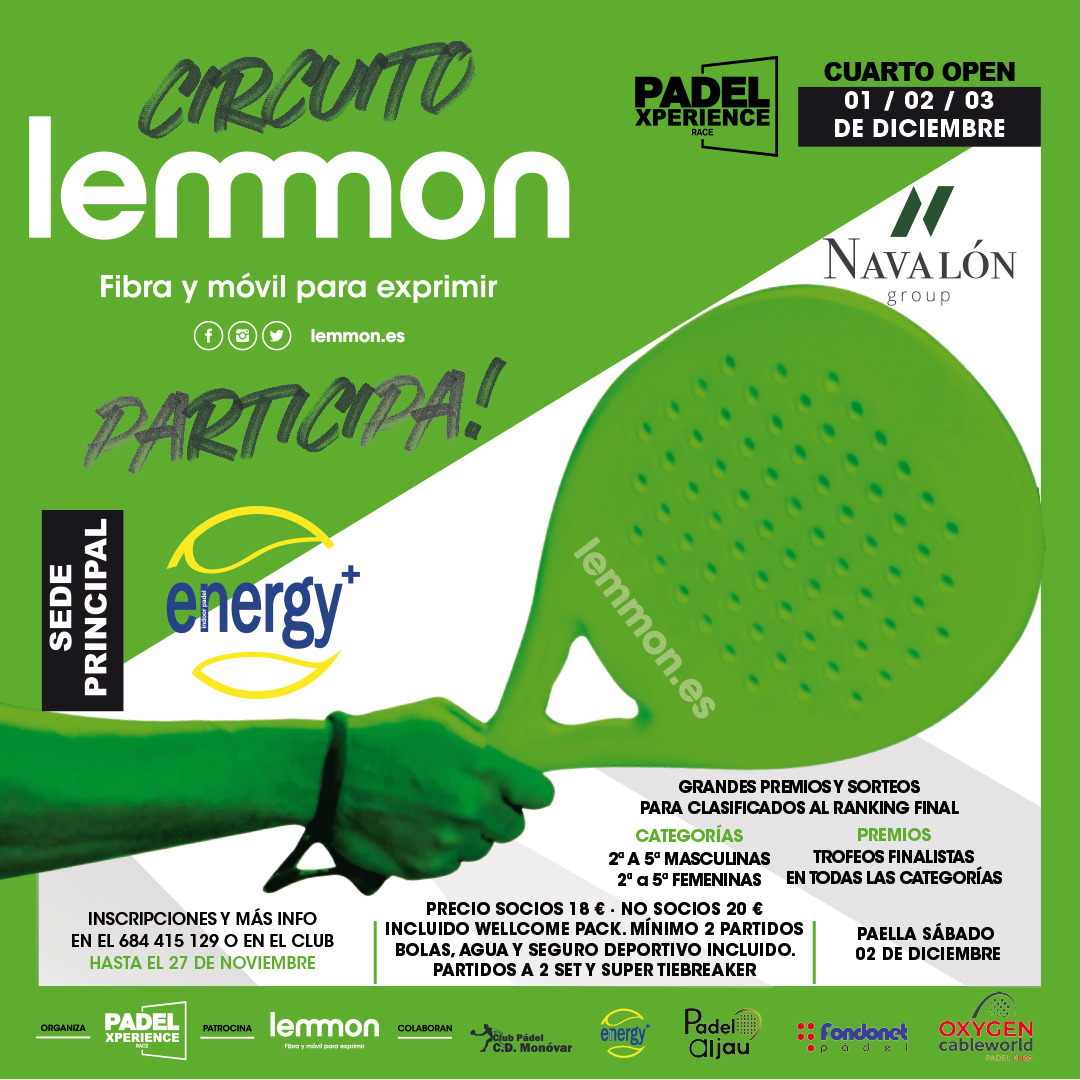 CIRCUITO
lemmon
Fibra y móvil para exprimir
lemmon.es
PARTICIPA!
PADEL
XPERIENCE
RACE
CUARTO OPEN
01 / 02 / 03
DE DICIEMBRE
NAVALÓN
group
SEDE
PRINCIPAL
energy+
indoor padel
lemmon.es
GRANDES PREMIOS Y SORTEOS
PARA CLASIFICADOS AL RANKING FINAL
CATEGORÍAS
2ª A 5ª MASCULINAS
2ª a 5ª FEMENINAS
PREMIOS
TROFEOS FINALISTAS
EN TODAS LAS CATEGORÍAS
INSCRIPCIONES Y MÁS INFO
EN EL 684 415 129 O EN EL CLUB
HASTA EL 27 DE NOVIEMBRE
PRECIO SOCIOS 18 € · NO SOCIOS 20 €
INCLUIDO WELLCOME PACK. MÍNIMO 2 PARTIDOS
BOLAS, AGUA Y SEGURO DEPORTIVO INCLUIDO.
PARTIDOS A 2 SET Y SUPER TIEBREAKER
PAELLA SÁBADO
02 DE DICIEMBRE
ORGANIZA
PADEL
XPERIENCE
RACE
PATROCINA
lemmon
Fibra y móvil para exprimir
COLABORAN
Club Pádel
C.D. Monóvar
energy+
Padel
aljau
fondonet
pádel
OXYGEN
cableworld
PADEL CLUB